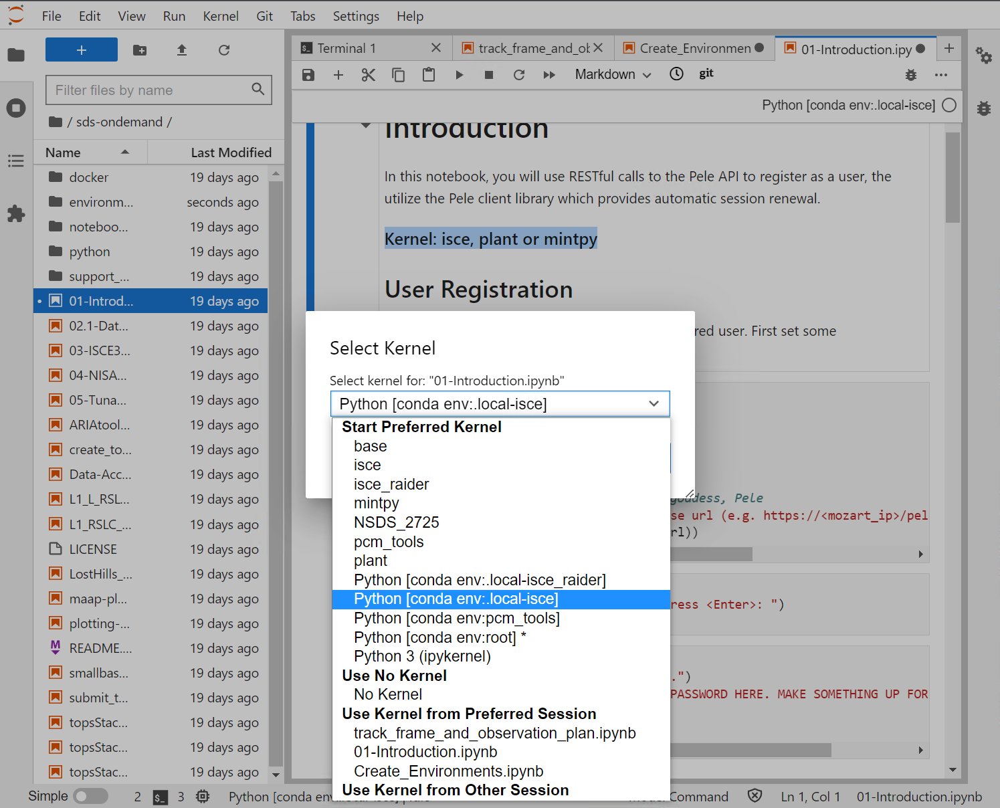 File Edit View Run Kernel Git Tabs Settings Help
Filter files by name
/ sds-ondemand /
Name Last Modified
docker 19 days ago
environm... seconds ago
noteboo... 19 days ago
python 19 days ago
support_... 19 days ago
01-Introd... 19 days ago
02.1-Dat... 19 days ago
03-ISCE3... 19 days ago
04-NISA... 19 days ago
05-Tuna... 19 days ago
ARIAtool... 19 days ago
create_to... 19 days ago
Data-Acc... 19 days ago
L1_L_RSL... 19 days ago
L1_RSLC_... 19 days ago
LICENSE 19 days ago
LostHills_... 19 days ago
maap-pl... 19 days ago
plotting-... 19 days ago
README.... 19 days ago
smallbas... 19 days ago
submit_t... 19 days ago
topsStac... 19 days ago
topsStac... 19 days ago
topsStac... 19 days ago
Terminal 1 track_frame_and_ob Create_Environmen 01-Introduction.ipy
Markdown git
Python [conda env:.local-isce]
Introduction
In this notebook, you will use RESTful calls to the Pele API to register as a user, the
utilize the Pele client library which provides automatic session renewal.
Kernel: isce, plant or mintpy
User Registration
red user. First set some
goddess, Pele
se url (e.g. https://<mozart_ip>/pel
rl))
ress <Enter>: ")
.")
PASSWORD HERE. MAKE SOMETHING UP FOR
Select Kernel
Select kernel for: "01-Introduction.ipynb"
Python [conda env:.local-isce]
Start Preferred Kernel
base
isce
isce_raider
mintpy
NSDS_2725
pcm_tools
plant
Python [conda env:.local-isce_raider]
Python [conda env:.local-isce]
Python [conda env:pcm_tools]
Python [conda env:root] *
Python 3 (ipykernel)
Use No Kernel
No Kernel
Use Kernel from Preferred Session
track_frame_and_observation_plan.ipynb
01-Introduction.ipynb
Create_Environments.ipynb
Use Kernel from Other Session
Simple 2 3 Python [conda Command Ln 1, Col 1 01-Introduction.ipynb